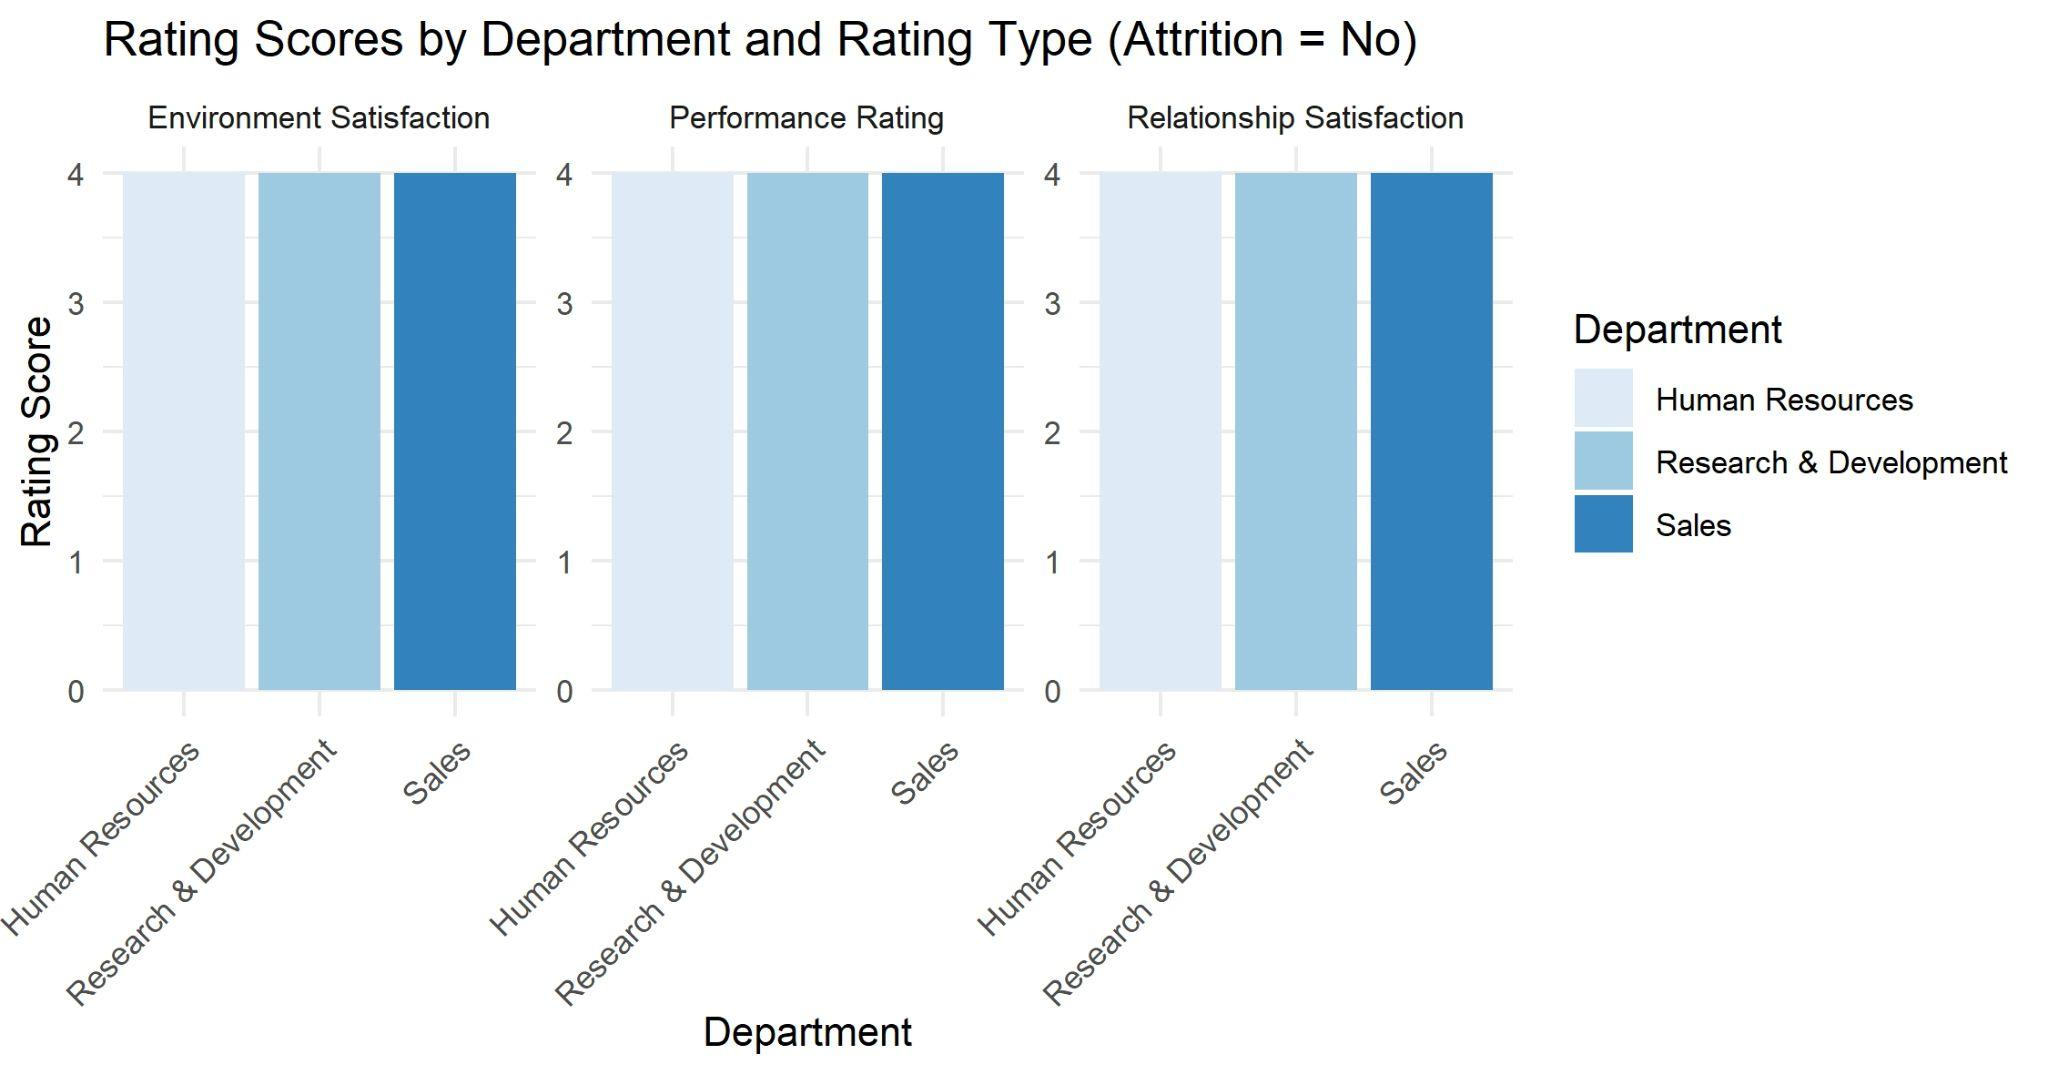 Rating Scores by Department and Rating Type (Attrition = No)
Environment Satisfaction
Performance Rating
Relationship Satisfaction
Rating Score
4
3
2
1
0
4
3
2
1
0
4
3
2
1
0
Human Resources
Research & Development
Sales
Human Resources
Research & Development
Sales
Human Resources
Research & Development
Sales
Department
Department
Human Resources
Research & Development
Sales